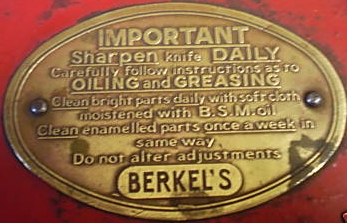 IMPORTANT
Sharpen knife DAILY
Carefully follow instructions as to
OILING and GREASING
Clean bright parts daily with soft cloth
moistened with B.S.M. oil
Clean enamelled parts once a week in
same way
Do not alter adjustments
BERKEL'S